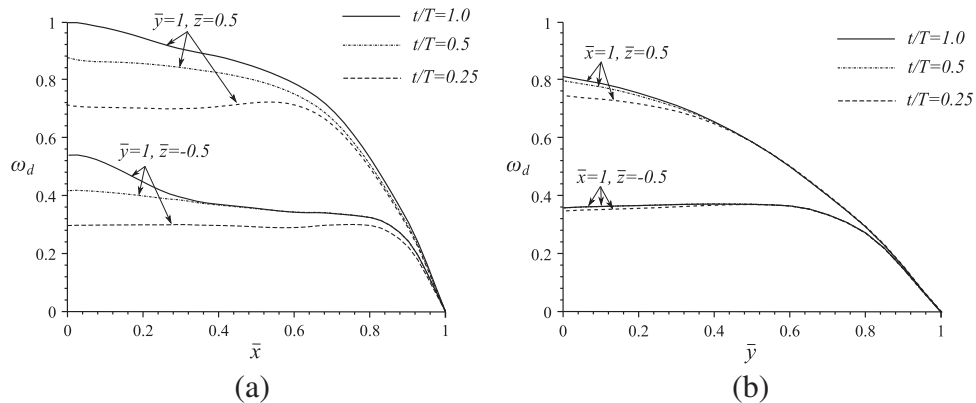 1
0.8
0.6
0.4
0.2
0
ω_d
ȳ=1, z̄=0.5
ȳ=1, z̄=-0.5
t/T=1.0
t/T=0.5
t/T=0.25
0 0.2 0.4 0.6 0.8 1
x̄
(a)
1
0.8
0.6
0.4
0.2
0
ω_d
x̄=1, z̄=0.5
x̄=1, z̄=-0.5
t/T=1.0
t/T=0.5
t/T=0.25
0 0.2 0.4 0.6 0.8 1
ȳ
(b)